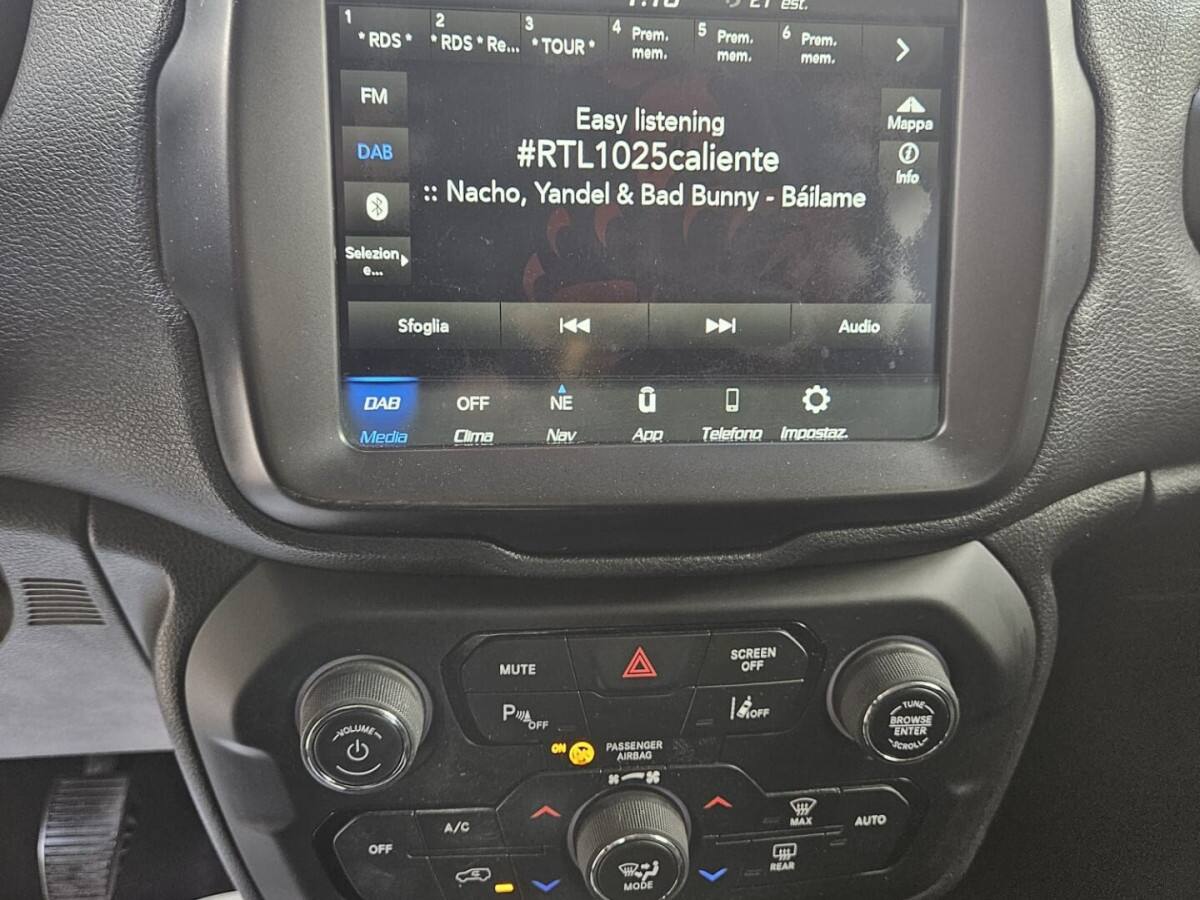 1 2 3 4 5 6
*RDS* *RDS*Re... *TOUR* Prem. mem. Prem. mem. Prem. mem.
FM
DAB
Selezion
e...
Easy listening
#RTL1025caliente
:: Nacho, Yandel & Bad Bunny - Báilame
Mappa
Info
Sfoglia Audio
DAB OFF NE
Media Clima Nav App Telefono Impostaz.
MUTE
SCREEN
OFF
P OFF
OFF
VOLUME
TUNE
BROWSE
ENTER
SCROLL
ON
PASSENGER
AIRBAG
OFF
A/C
MODE
MAX
REAR
AUTO